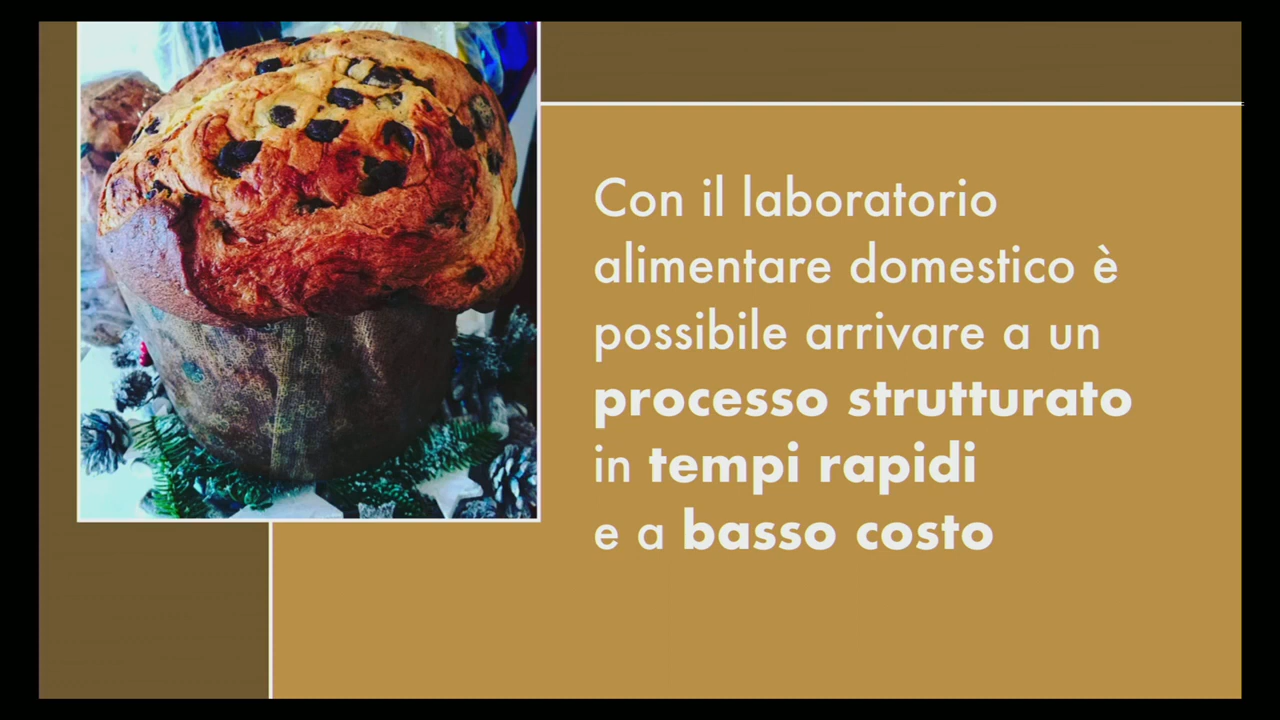 Con il laboratorio
alimentare domestico è
possibile arrivare a un
processo strutturato
in tempi rapidi
e a basso costo